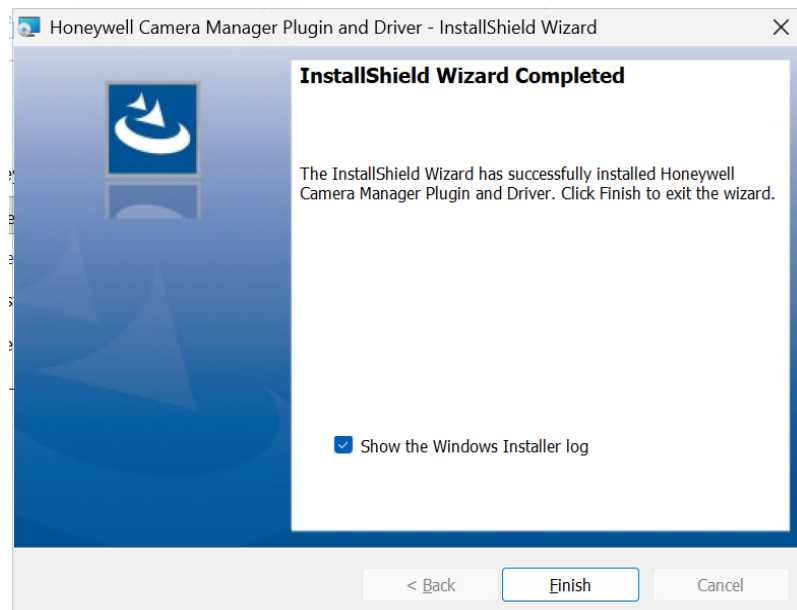 Honeywell Camera Manager Plugin and Driver - InstallShield Wizard
InstallShield Wizard Completed
The InstallShield Wizard has successfully installed Honeywell
Camera Manager Plugin and Driver. Click Finish to exit the wizard.
Show the Windows Installer log
< Back
Finish
Cancel